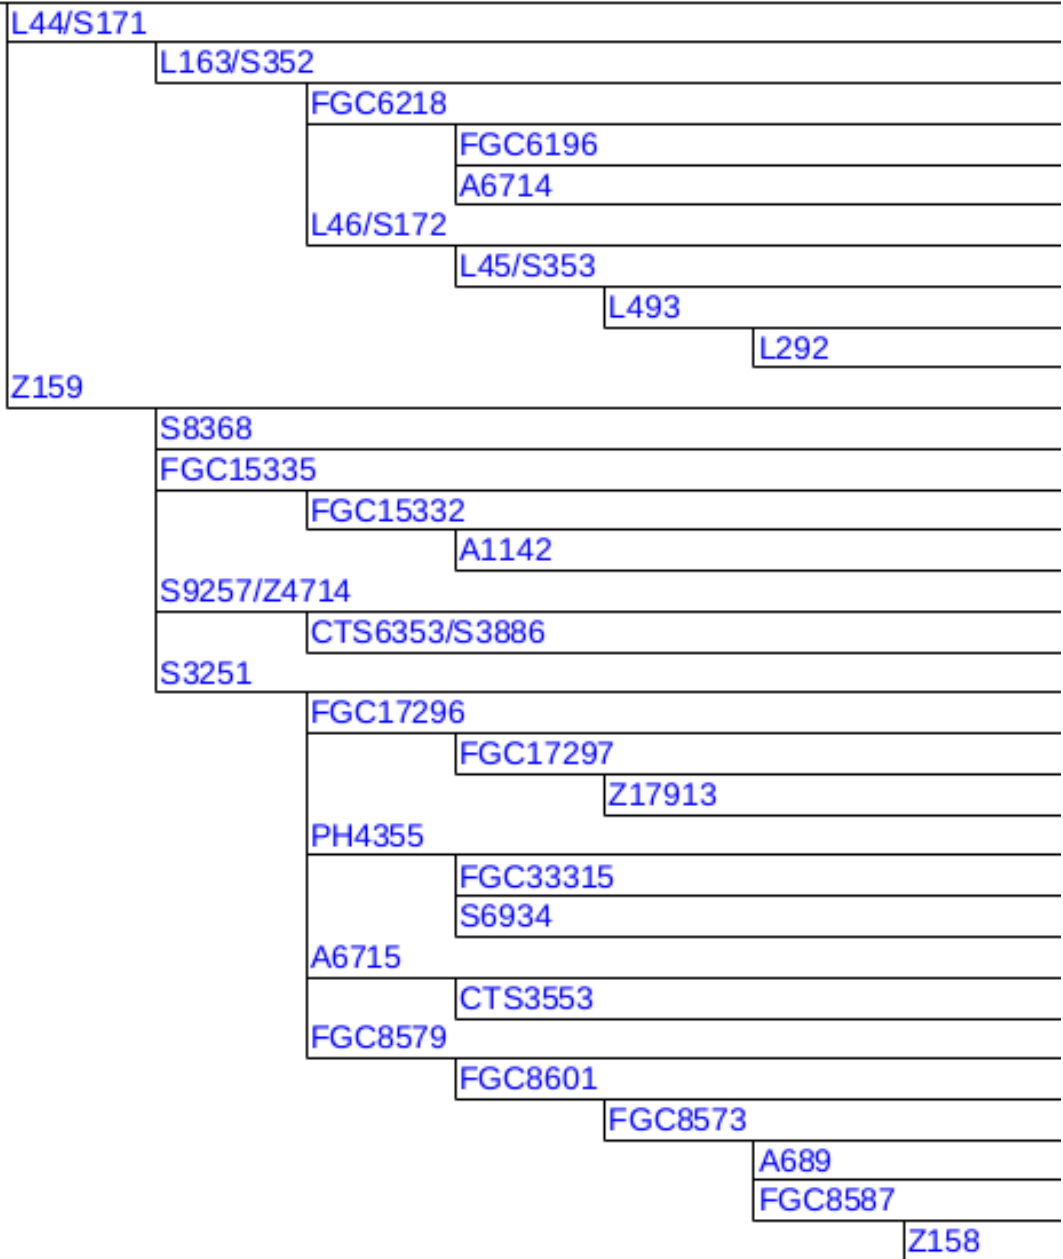 L44/S171
L163/S352
FGC6218
FGC6196
A6714
L46/S172
L45/S353
L493
L292
Z159
S8368
FGC15335
FGC15332
A1142
S9257/Z4714
CTS6353/S3886
S3251
FGC17296
FGC17297
Z17913
PH4355
FGC33315
S6934
A6715
CTS3553
FGC8579
FGC8601
FGC8573
A689
FGC8587
Z158